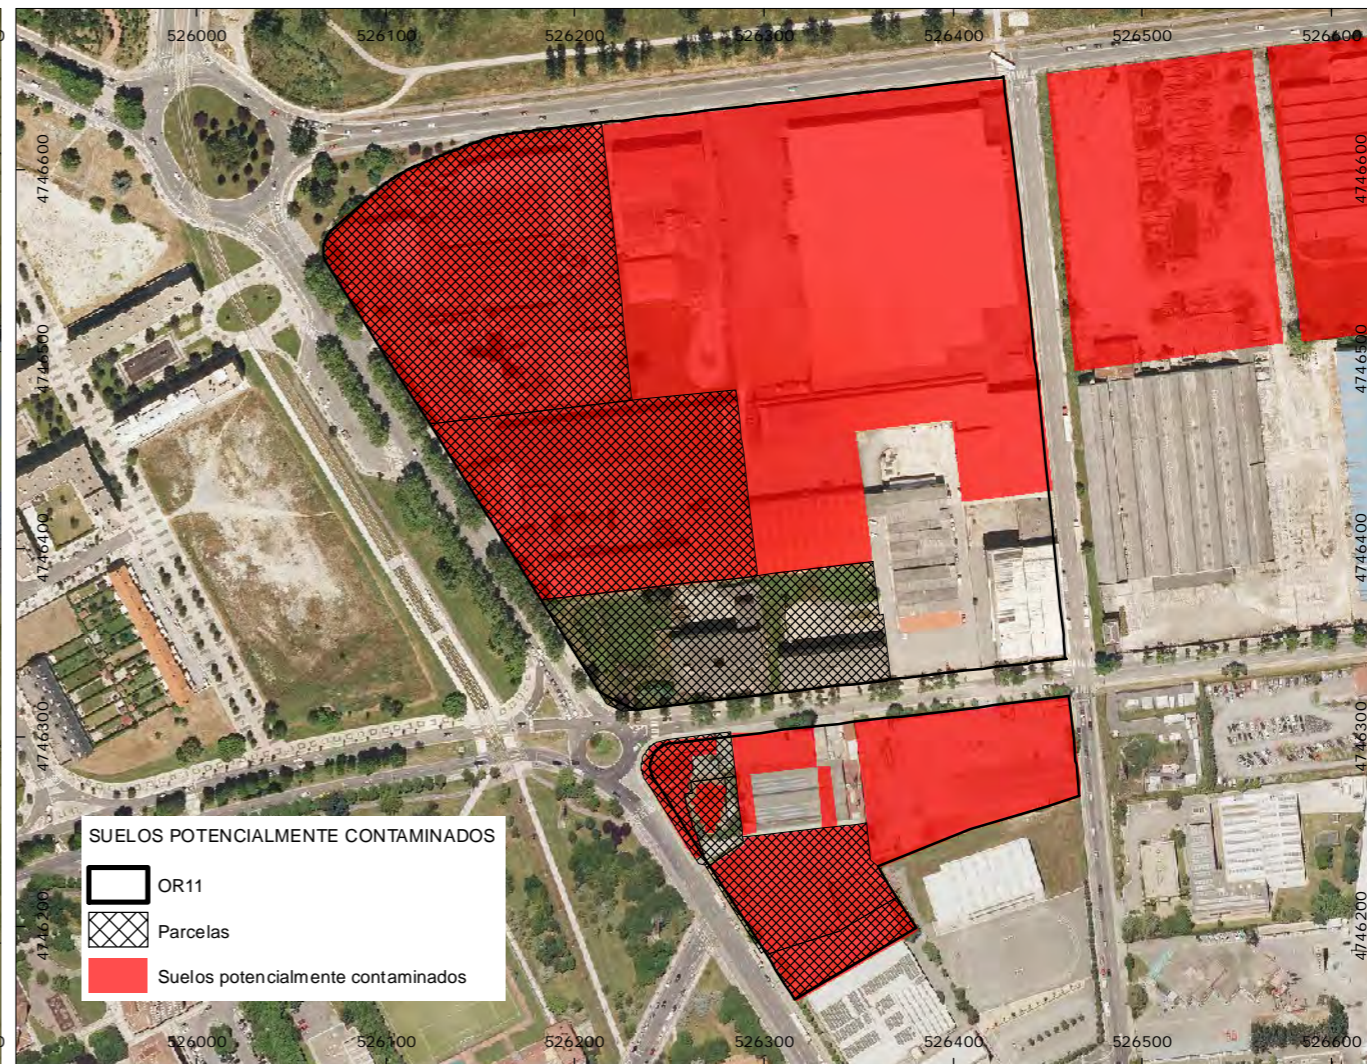 526000 526100 526200 526300 526400 526500 526600
4746600 4746600
4746500 4746500
4746400 4746400
4746300 4746300
SUELOS POTENCIALMENTE CONTAMINADOS
OR11
Parcelas
Suelos potencialmente contaminados
4746200 4746200
526000 526100 526200 526300 526400 526500 526600